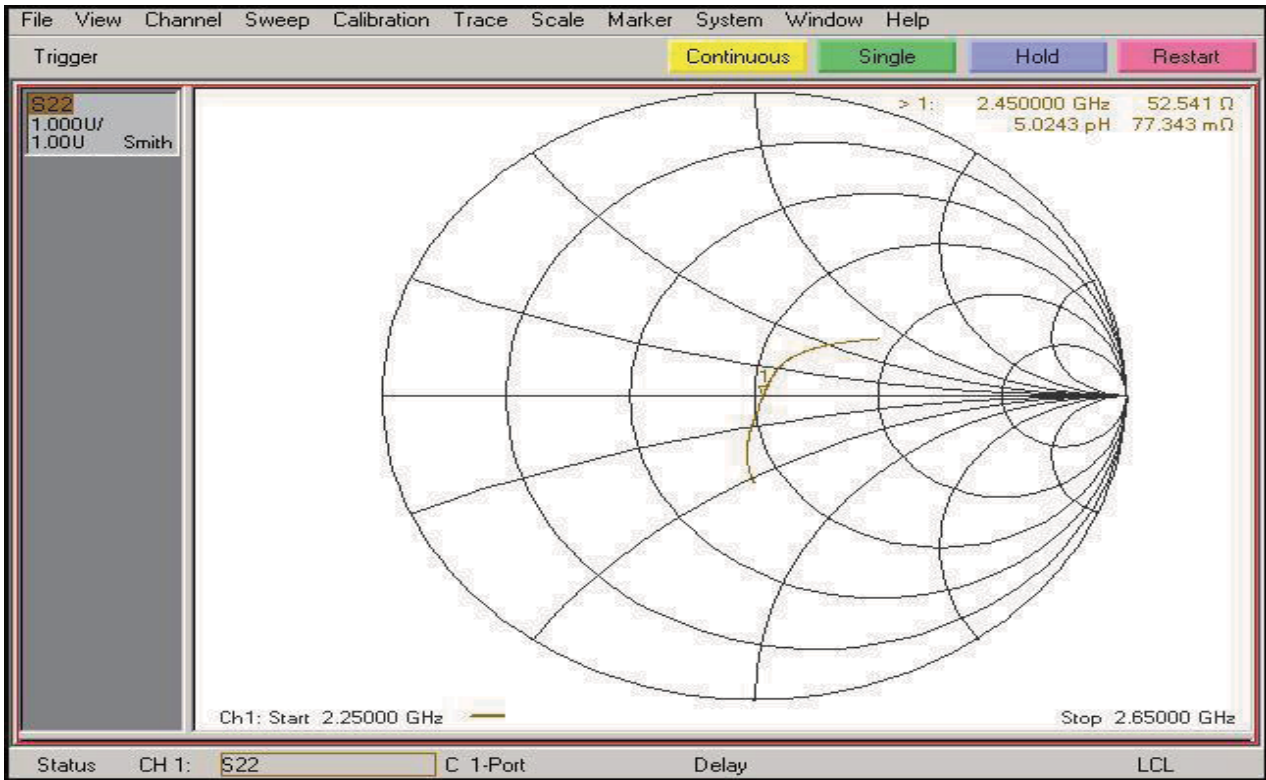 File View Channel Sweep Calibration Trace Scale Marker System Window Help
Trigger Continuous Single Hold Restart
S22
1.000U/
1.00U Smith
> 1: 2.450000 GHz 52.541 Ω
5.0243 pH 77.343 mΩ
1
Ch1: Start 2.25000 GHz Stop 2.65000 GHz
Status CH 1: S22 C 1-Port Delay LCL